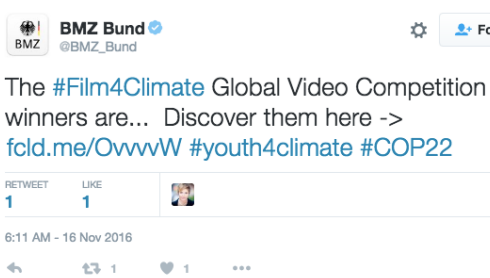 BMZ
BMZ Bund
@BMZ_Bund
Fo
The #Film4Climate Global Video Competition
winners are... Discover them here ->
fcld.me/OvvvvW #youth4climate #COP22
RETWEET LIKE
1 1
6:11 AM - 16 Nov 2016
1 1